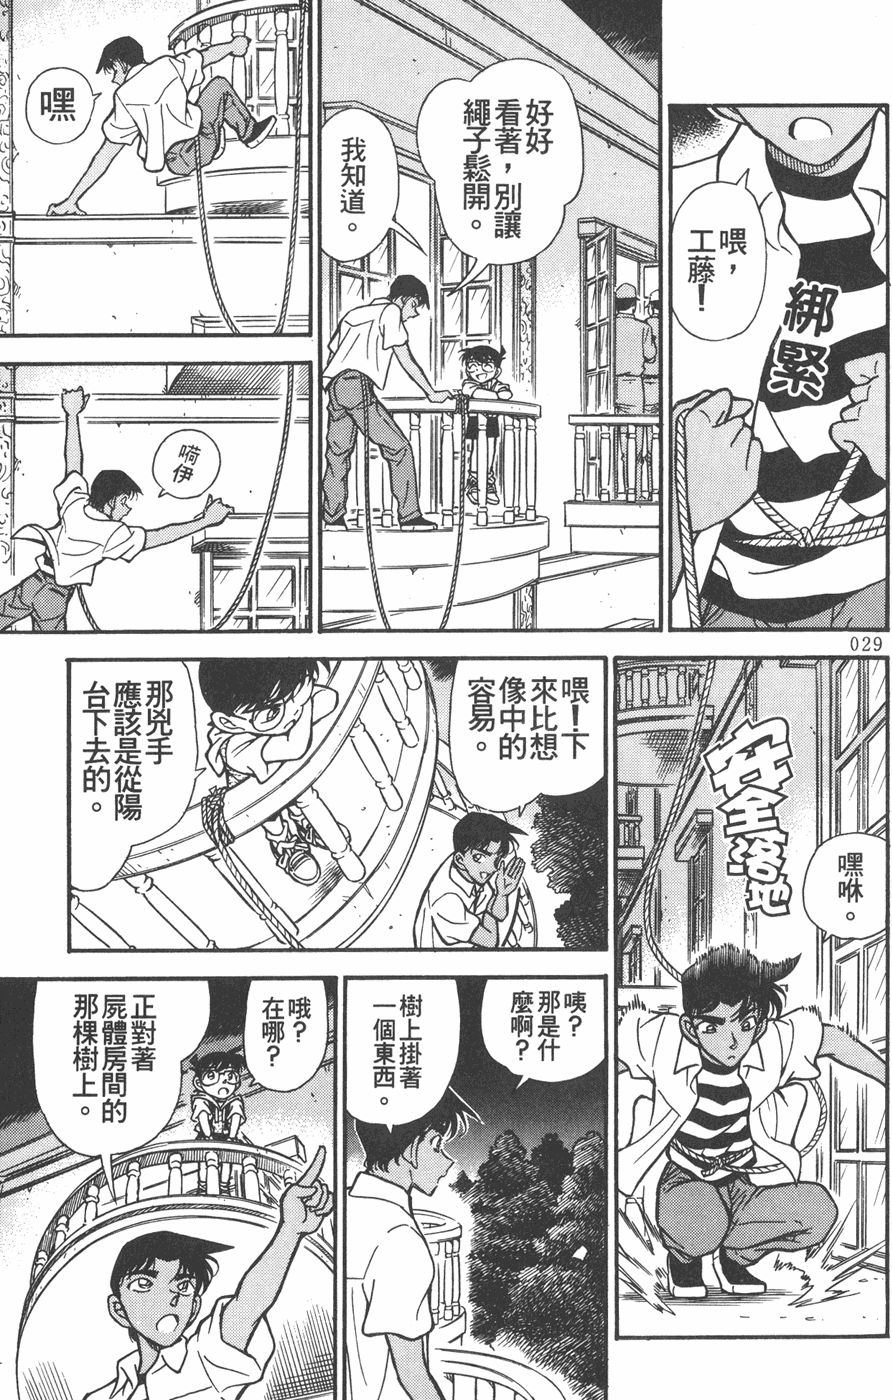 喂，
工藤！
綁
緊
好好
看著，別讓
繩子鬆開。
我知道。
嘿
嗬
伊
029
安全落地
嘿咻。
喂！下
來比想
像中的
容易。
那兇手
應該是從陽
台下去的。
咦？
那是什
麼啊？
樹上掛著
一個東西。
哦？
在哪？
正對著
屍體房間的
那棵樹上。